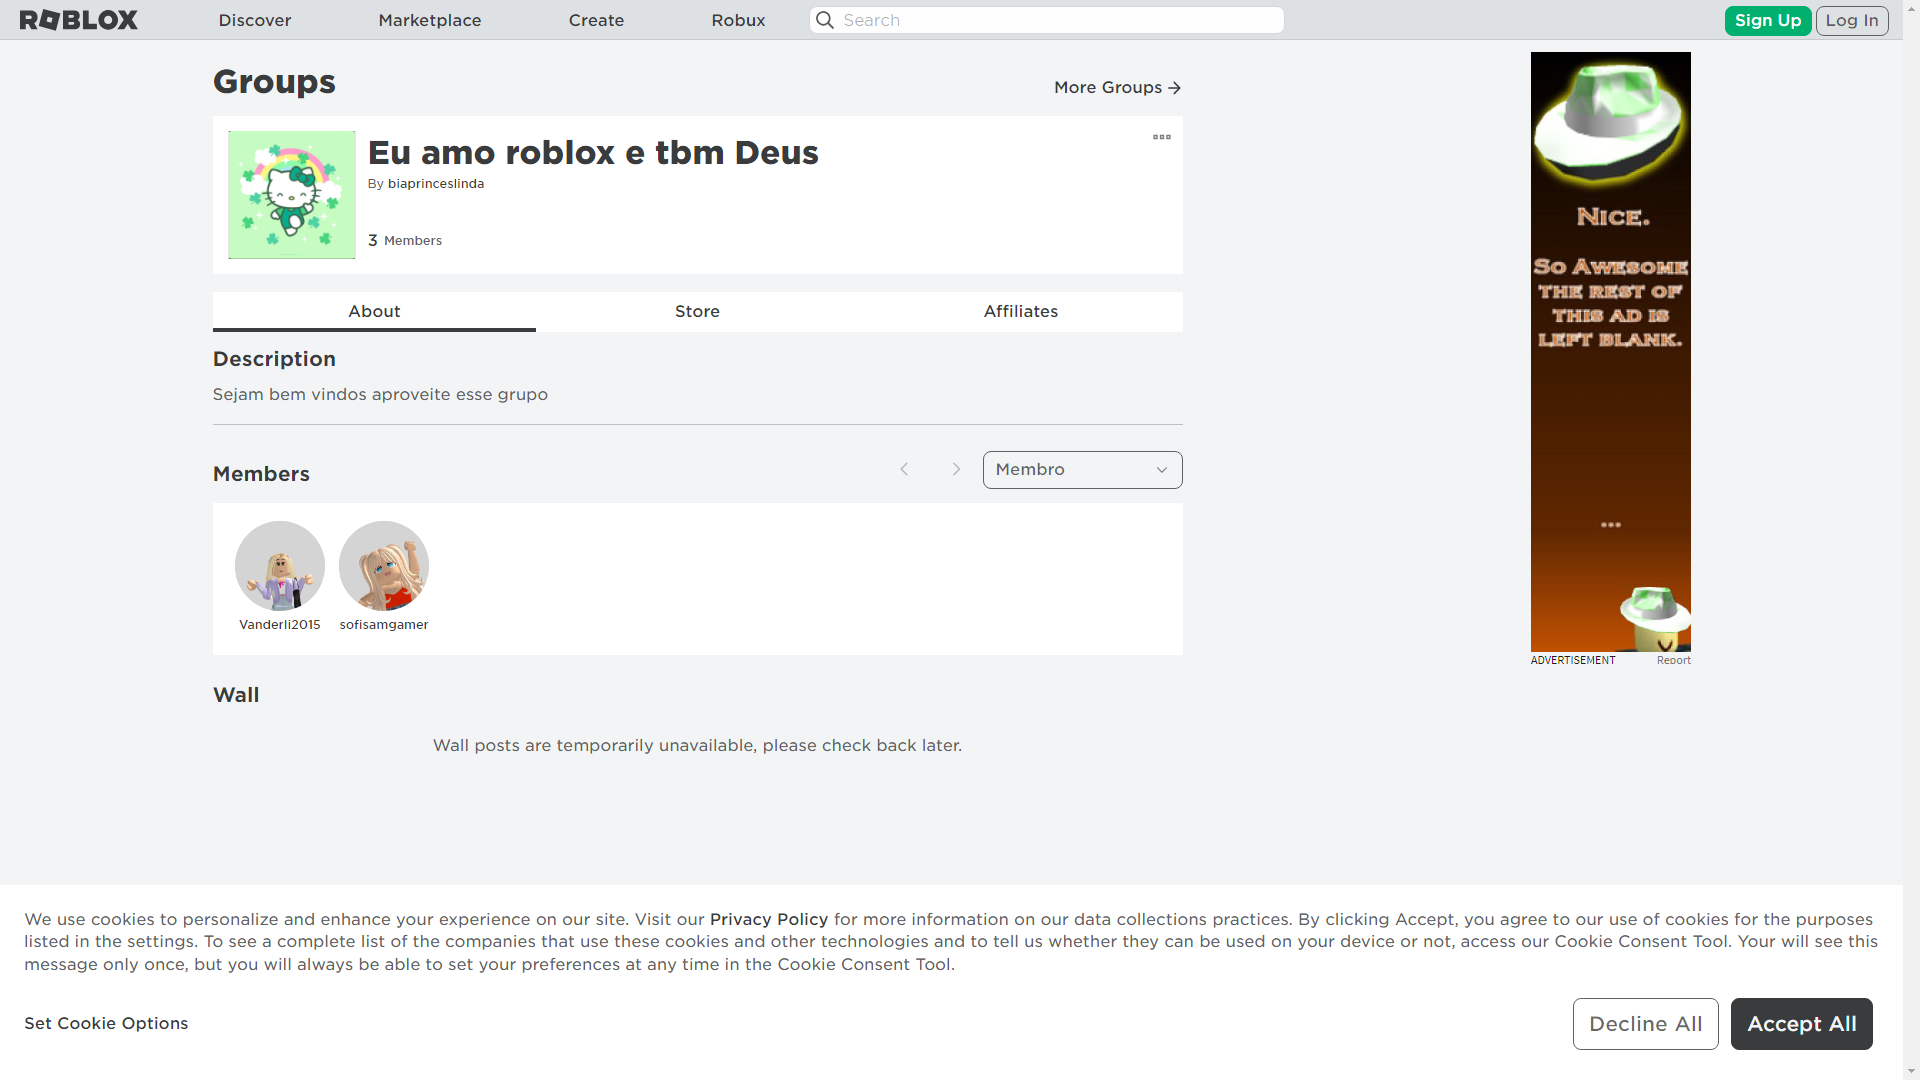 ROBLOX
Discover
Marketplace
Create
Robux
Search
Sign Up
Log In
Groups
More Groups
Eu amo roblox e tbm Deus
By biaprinceslinda
3 Members
About
Store
Affiliates
Description
Sejam bem vindos aproveite esse grupo
Members
Membro
Vanderli2015
sofisamgamer
Wall
Wall posts are temporarily unavailable, please check back later.
Nice.
So Awesome
the rest of
this ad is
left blank.
...
ADVERTISEMENT
Report
We use cookies to personalize and enhance your experience on our site. Visit our Privacy Policy for more information on our data collections practices. By clicking Accept, you agree to our use of cookies for the purposes
listed in the settings. To see a complete list of the companies that use these cookies and other technologies and to tell us whether they can be used on your device or not, access our Cookie Consent Tool. Your will see this
message only once, but you will always be able to set your preferences at any time in the Cookie Consent Tool.
Set Cookie Options
Decline All
Accept All